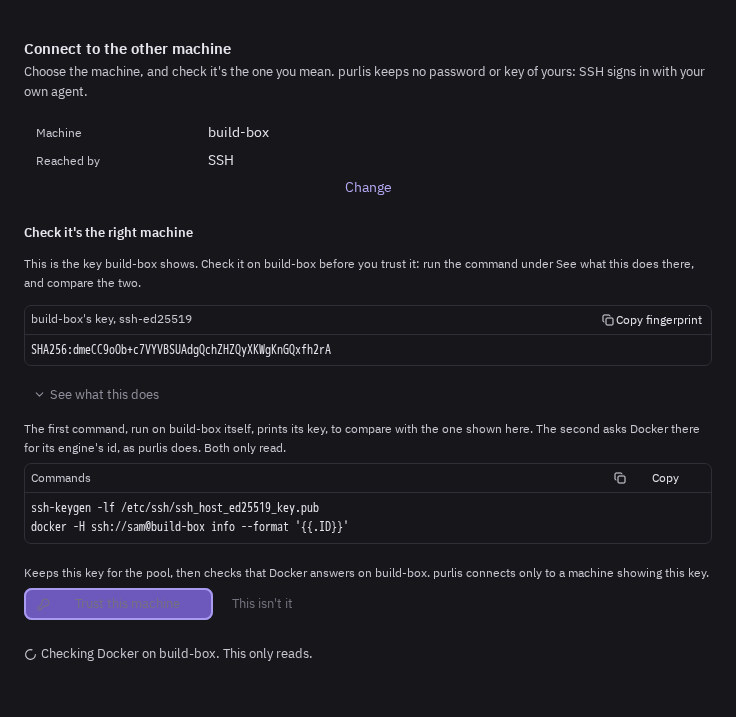 Connect to the other machine
Choose the machine, and check it's the one you mean. purlis keeps no password or key of yours: SSH signs in with your
own agent.
Machine build-box
Reached by SSH
Change
Check it's the right machine
This is the key build-box shows. Check it on build-box before you trust it: run the command under See what this does there,
and compare the two.
build-box's key, ssh-ed25519 Copy fingerprint
SHA256:dmeCC9oOb+c7VYVBSUAdgQchZHZQyXKWgKnGQxfh2rA
See what this does
The first command, run on build-box itself, prints its key, to compare with the one shown here. The second asks Docker there
for its engine's id, as purlis does. Both only read.
Commands Copy
ssh-keygen -lf /etc/ssh/ssh_host_ed25519_key.pub
docker -H ssh://sam@build-box info --format '{{.ID}}'
Keeps this key for the pool, then checks that Docker answers on build-box. purlis connects only to a machine showing this key.
Trust this machine This isn't it
Checking Docker on build-box. This only reads.